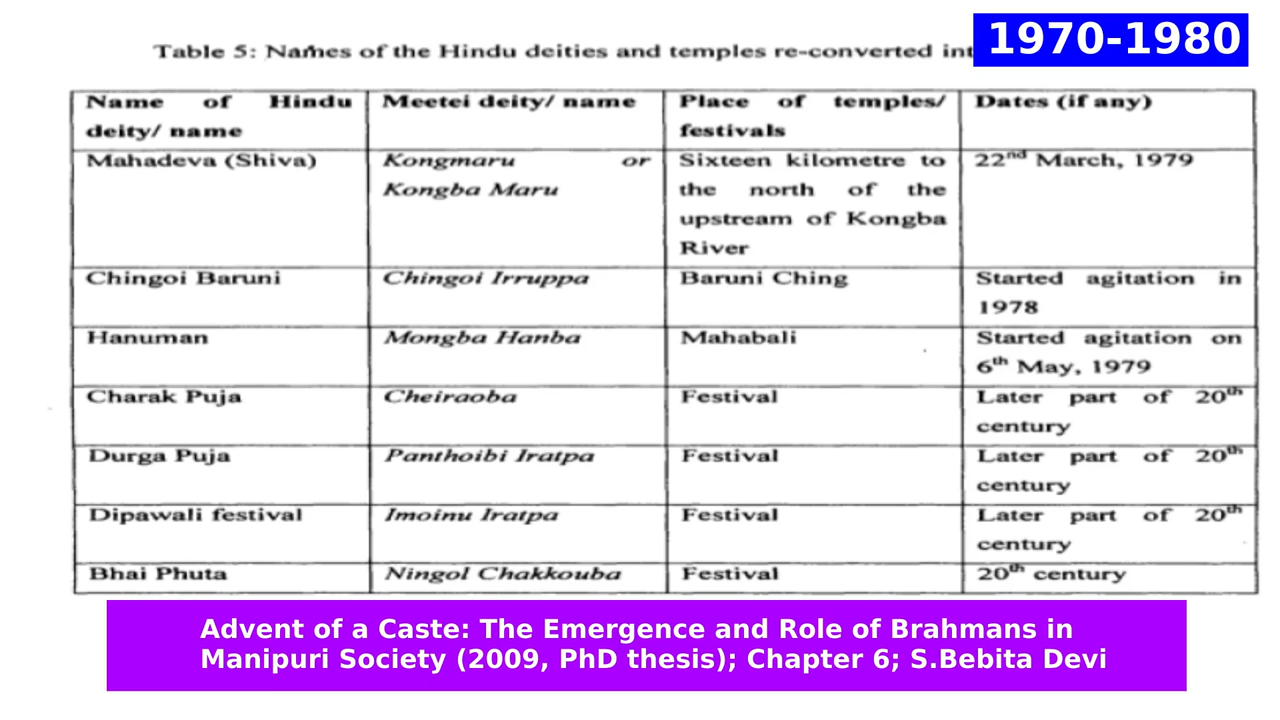 1970-1980
Table 5: Names of the Hindu deities and temples re-converted int
Name of Hindu deity/ name | Meetei deity/ name | Place of temples/ festivals | Dates (if any)
Mahadeva (Shiva) | Kongmaru or Kongba Maru | Sixteen kilometre to the north of the upstream of Kongba River | 22nd March, 1979
Chingoi Baruni | Chingoi Irruppa | Baruni Ching | Started agitation in 1978
Hanuman | Mongba Hanba | Mahabali | Started agitation on 6th May, 1979
Charak Puja | Cheiraoba | Festival | Later part of 20th century
Durga Puja | Panthoibi Iratpa | Festival | Later part of 20th century
Dipawali festival | Imoinu Iratpa | Festival | Later part of 20th century
Bhai Phuta | Ningol Chakkouba | Festival | 20th century
Advent of a Caste: The Emergence and Role of Brahmans in
Manipuri Society (2009, PhD thesis); Chapter 6; S.Bebita Devi